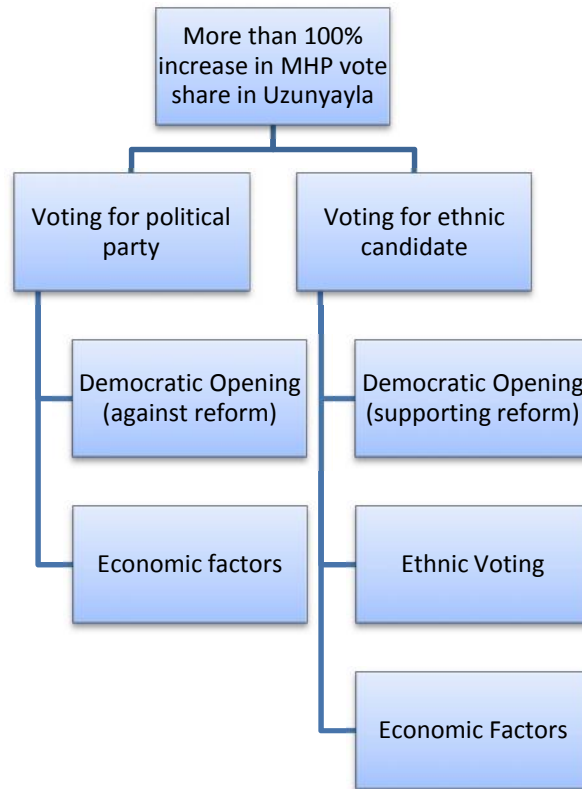 More than 100%
increase in MHP vote
share in Uzunyayla
Voting for political
party
Voting for ethnic
candidate
Democratic Opening
(against reform)
Democratic Opening
(supporting reform)
Economic factors
Ethnic Voting
Economic Factors